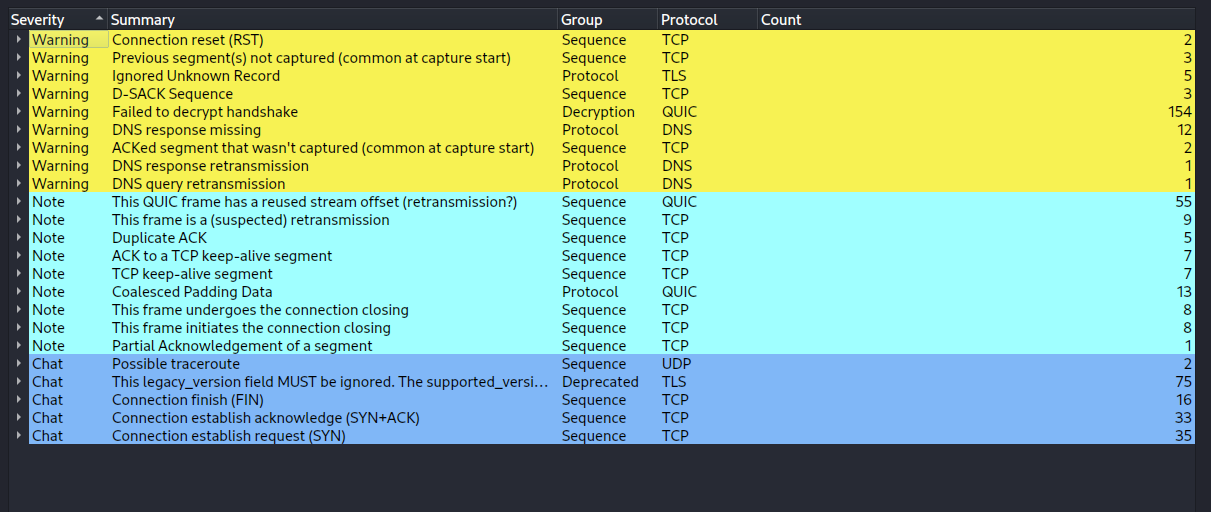 Severity Summary Group Protocol Count
Warning Connection reset (RST) Sequence TCP 2
Warning Previous segment(s) not captured (common at capture start) Sequence TCP 3
Warning Ignored Unknown Record Protocol TLS 5
Warning D-SACK Sequence Sequence TCP 3
Warning Failed to decrypt handshake Decryption QUIC 154
Warning DNS response missing Protocol DNS 12
Warning ACKed segment that wasn't captured (common at capture start) Sequence TCP 2
Warning DNS response retransmission Protocol DNS 1
Warning DNS query retransmission Protocol DNS 1
Note This QUIC frame has a reused stream offset (retransmission?) Sequence QUIC 55
Note This frame is a (suspected) retransmission Sequence TCP 9
Note Duplicate ACK Sequence TCP 5
Note ACK to a TCP keep-alive segment Sequence TCP 7
Note TCP keep-alive segment Sequence TCP 7
Note Coalesced Padding Data Protocol QUIC 13
Note This frame undergoes the connection closing Sequence TCP 8
Note This frame initiates the connection closing Sequence TCP 8
Note Partial Acknowledgement of a segment Sequence TCP 1
Chat Possible traceroute Sequence UDP 2
Chat This legacy_version field MUST be ignored. The supported_versi... Deprecated TLS 75
Chat Connection finish (FIN) Sequence TCP 16
Chat Connection establish acknowledge (SYN+ACK) Sequence TCP 33
Chat Connection establish request (SYN) Sequence TCP 35